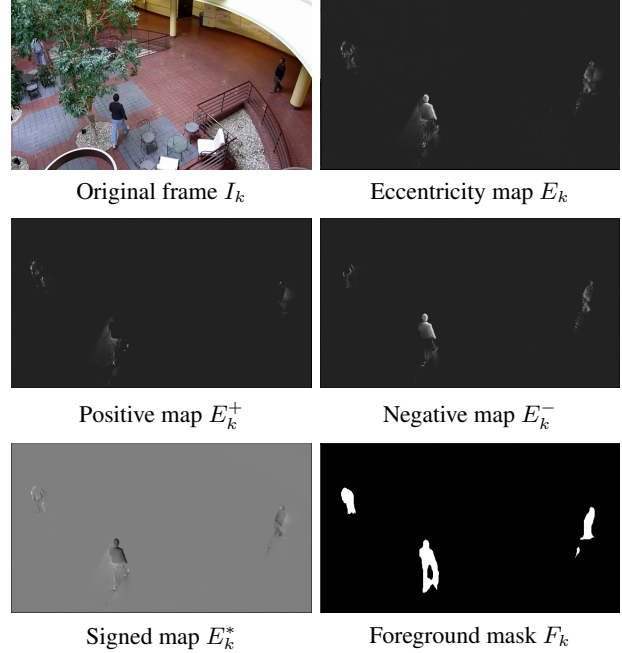 Original frame $I_k$
Eccentricity map $E_k$
Positive map $E_k^+$
Negative map $E_k^-$
Signed map $E_k^*$
Foreground mask $F_k$